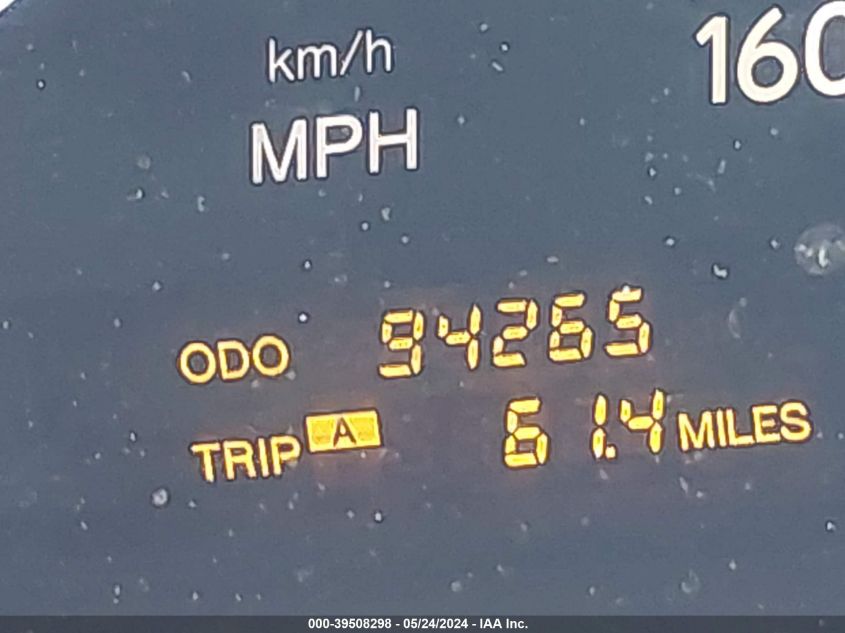 km/h
160
MPH
ODO 94265
TRIP A 61.4 MILES
000-39508298 - 05/24/2024 - IAA Inc.